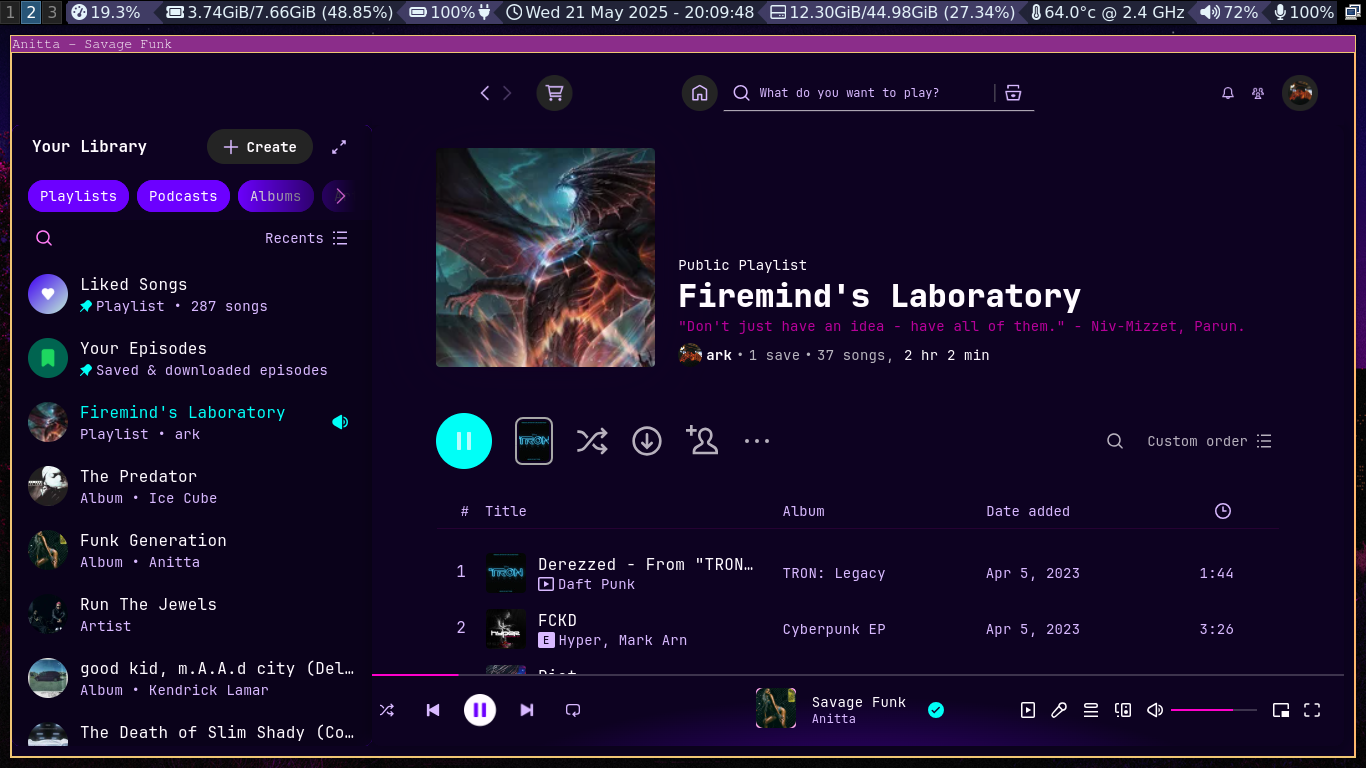 1 2 3 19.3% 3.74GiB/7.66GiB (48.85%) 100% Wed 21 May 2025 - 20:09:48 12.30GiB/44.98GiB (27.34%) 64.0°c @ 2.4 GHz 72% 100%
Anitta - Savage Funk
What do you want to play?
Your Library
Create
Playlists Podcasts Albums
Recents
Liked Songs
Playlist • 287 songs
Your Episodes
Saved & downloaded episodes
Firemind's Laboratory
Playlist • ark
The Predator
Album • Ice Cube
Funk Generation
Album • Anitta
Run The Jewels
Artist
good kid, m.A.A.d city (Del…
Album • Kendrick Lamar
The Death of Slim Shady (Co…
Public Playlist
Firemind's Laboratory
"Don't just have an idea - have all of them." - Niv-Mizzet, Parun.
ark • 1 save • 37 songs, 2 hr 2 min
TRON
Custom order
# Title Album Date added
1 TRON Derezzed - From "TRON… TRON: Legacy Apr 5, 2023 1:44
Daft Punk
2 HYPER FCKD Cyberpunk EP Apr 5, 2023 3:26
E Hyper, Mark Arn
Savage Funk
Anitta